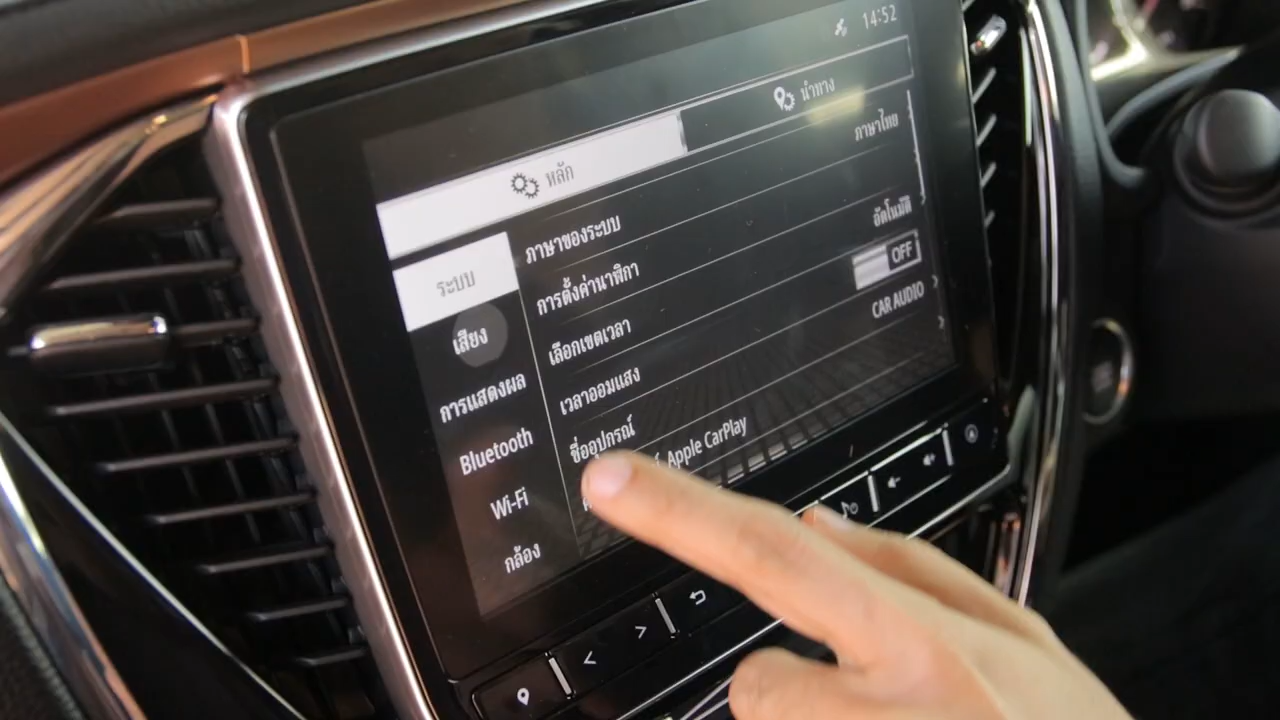 14:52
หลัก
นำทาง
ระบบ
เสียง
การแสดงผล
Bluetooth
Wi-Fi
กล้อง
ภาษาของระบบ
ภาษาไทย
การตั้งค่านาฬิกา
เลือกเขตเวลา
อัตโนมัติ
เวลาออมแสง
OFF
ชื่ออุปกรณ์
CAR AUDIO
Apple CarPlay